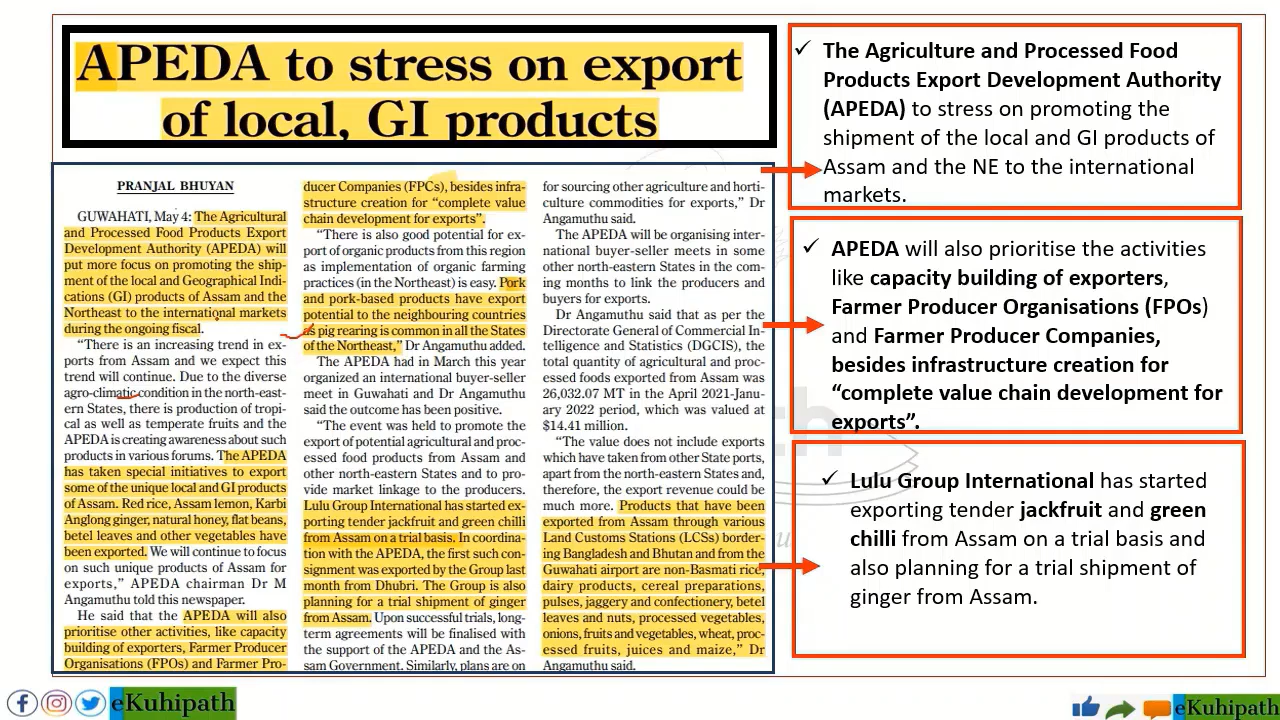 APEDA to stress on export
of local, GI products
PRANJAL BHUYAN
GUWAHATI, May 4: The Agricultural
and Processed Food Products Export
Development Authority (APEDA) will
put more focus on promoting the ship-
ment of the local and Geographical Indi-
cations (GI) products of Assam and the
Northeast to the international markets
during the ongoing fiscal.
“There is an increasing trend in ex-
ports from Assam and we expect this
trend will continue. Due to the diverse
agro-climatic condition in the north-east-
ern States, there is production of tropi-
cal as well as temperate fruits and the
APEDA is creating awareness about such
products in various forums. The APEDA
has taken special initiatives to export
some of the unique local and GI products
of Assam. Red rice, Assam lemon, Karbi
Anglong ginger, natural honey, flat beans,
betel leaves and other vegetables have
been exported. We will continue to focus
on such unique products of Assam for
exports,” APEDA chairman Dr M
Angamuthu told this newspaper.
He said that the APEDA will also
prioritise other activities, like capacity
building of exporters, Farmer Producer
Organisations (FPOs) and Farmer Pro-
ducer Companies (FPCs), besides infra-
structure creation for “complete value
chain development for exports”.
“There is also good potential for ex-
port of organic products from this region
as implementation of organic farming
practices (in the Northeast) is easy. Pork
and pork-based products have export
potential to the neighbouring countries
as pig rearing is common in all the States
of the Northeast,” Dr Angamuthu added.
The APEDA had in March this year
organized an international buyer-seller
meet in Guwahati and Dr Angamuthu
said the outcome has been positive.
“The event was held to promote the
export of potential agricultural and proc-
essed food products from Assam and
other north-eastern States and to pro-
vide market linkage to the producers.
Lulu Group International has started ex-
porting tender jackfruit and green chilli
from Assam on a trial basis. In coordina-
tion with the APEDA, the first such con-
signment was exported by the Group last
month from Dhubri. The Group is also
planning for a trial shipment of ginger
from Assam. Upon successful trials, long-
term agreements will be finalised with
the support of the APEDA and the As-
sam Government. Similarly, plans are on
for sourcing other agriculture and horti-
culture commodities for exports,” Dr
Angamuthu said.
The APEDA will be organising inter-
national buyer-seller meets in some
other north-eastern States in the com-
ing months to link the producers and
buyers for exports.
Dr Angamuthu said that as per the
Directorate General of Commercial In-
telligence and Statistics (DGCIS), the
total quantity of agricultural and proc-
essed foods exported from Assam was
26,032.07 MT in the April 2021-Janu-
ary 2022 period, which was valued at
$14.41 million.
“The value does not include exports
which have taken from other State ports,
apart from the north-eastern States and,
therefore, the export revenue could be
much more. Products that have been
exported from Assam through various
Land Customs Stations (LCSs) border-
ing Bangladesh and Bhutan and from the
Guwahati airport are non-Basmati rice,
dairy products, cereal preparations,
pulses, jaggery and confectionery, betel
leaves and nuts, processed vegetables,
onions, fruits and vegetables, wheat, proc-
essed fruits, juices and maize,” Dr
Angamuthu said.
✓ The Agriculture and Processed Food
Products Export Development Authority
(APEDA) to stress on promoting the
shipment of the local and GI products of
Assam and the NE to the international
markets.
✓ APEDA will also prioritise the activities
like capacity building of exporters,
Farmer Producer Organisations (FPOs)
and Farmer Producer Companies,
besides infrastructure creation for
“complete value chain development for
exports”.
✓ Lulu Group International has started
exporting tender jackfruit and green
chilli from Assam on a trial basis and
also planning for a trial shipment of
ginger from Assam.
eKuhipath
eKuhipath